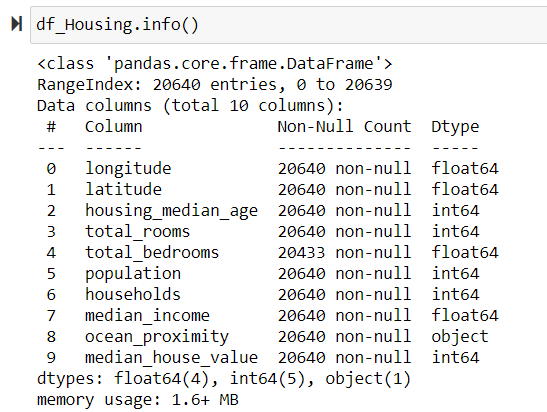 df_Housing.info()
<class 'pandas.core.frame.DataFrame'>
RangeIndex: 20640 entries, 0 to 20639
Data columns (total 10 columns):
 #   Column              Non-Null Count  Dtype
---  ------              --------------  -----
 0   longitude           20640 non-null  float64
 1   latitude            20640 non-null  float64
 2   housing_median_age  20640 non-null  int64
 3   total_rooms         20640 non-null  int64
 4   total_bedrooms      20433 non-null  float64
 5   population          20640 non-null  int64
 6   households          20640 non-null  int64
 7   median_income       20640 non-null  float64
 8   ocean_proximity     20640 non-null  object
 9   median_house_value  20640 non-null  int64
dtypes: float64(4), int64(5), object(1)
memory usage: 1.6+ MB